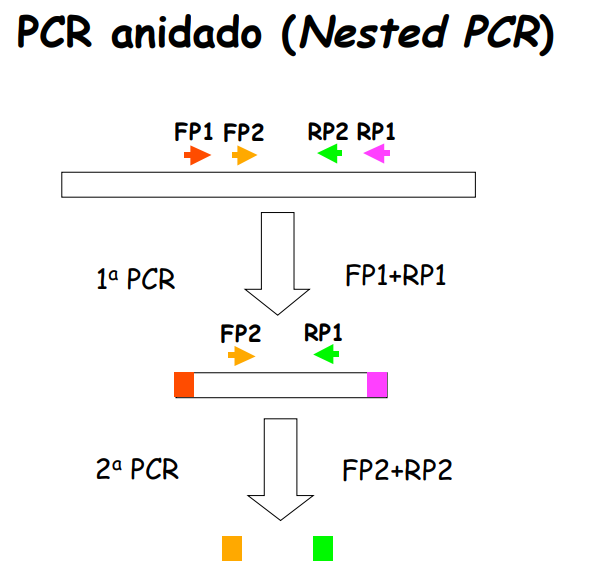 PCR anidado (Nested PCR)
FP1 FP2 RP2 RP1
1ª PCR FP1+RP1
FP2 RP1
2ª PCR FP2+RP2